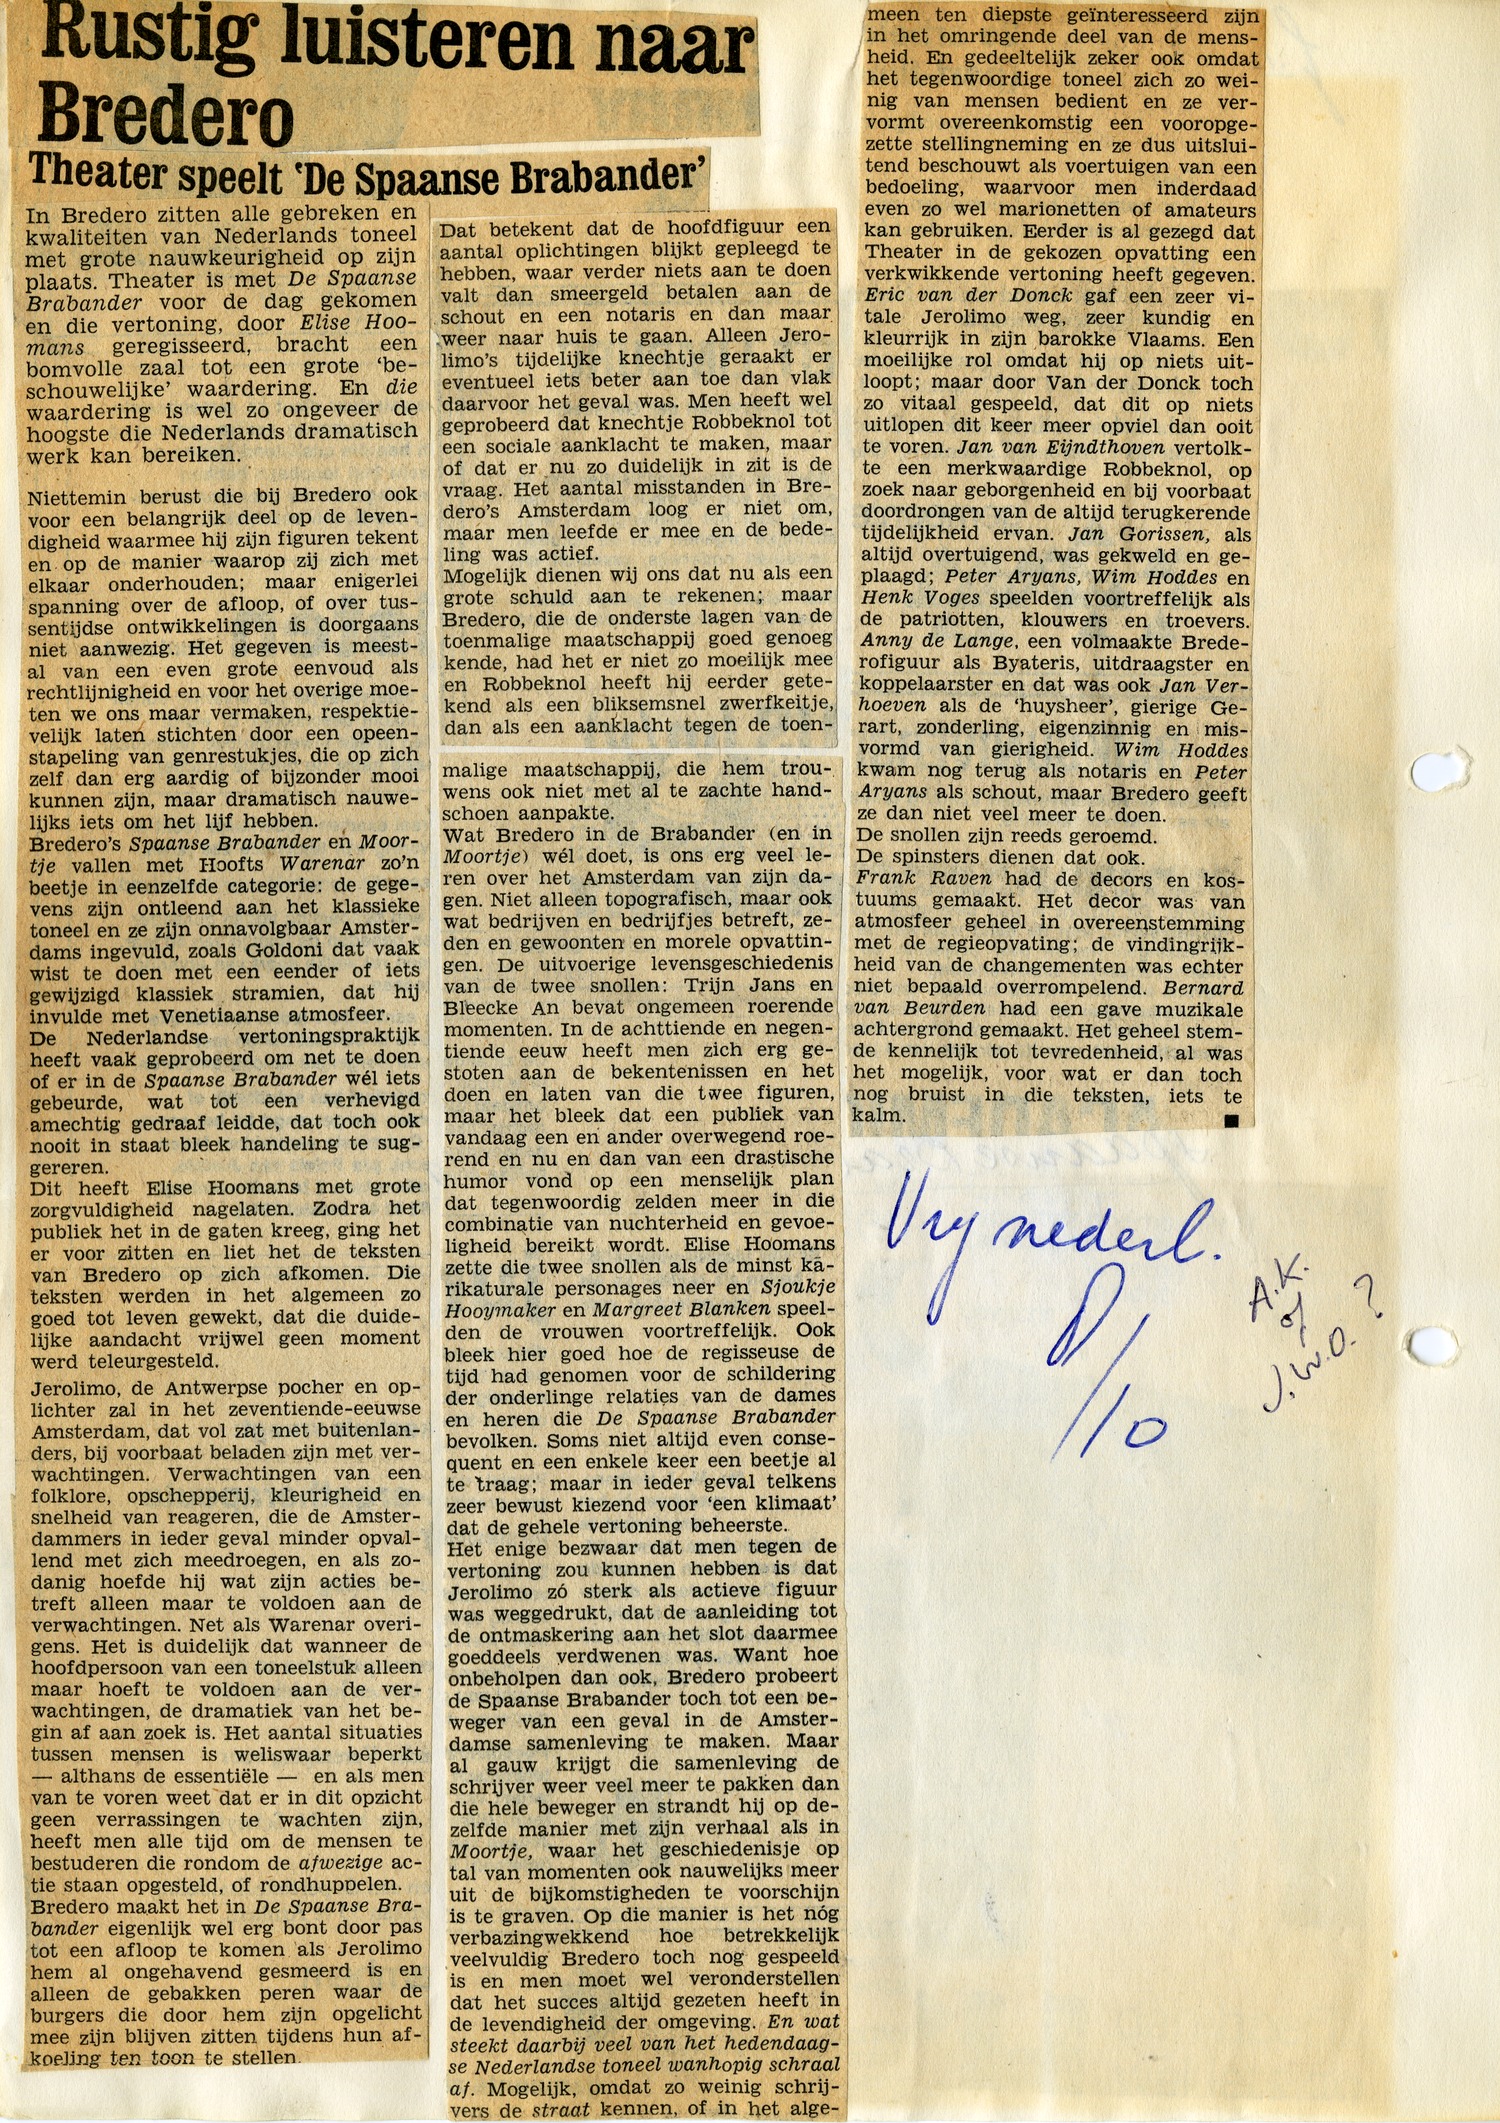 Rustig luisteren naar
Bredero
Theater speelt ‘De Spaanse Brabander’
In Bredero zitten alle gebreken en
kwaliteiten van Nederlands toneel
met grote nauwkeurigheid op zijn
plaats. Theater is met De Spaanse
Brabander voor de dag gekomen
en die vertoning, door Elise Hoo-
mans geregisseerd, bracht een
bomvolle zaal tot een grote ‘be-
schouwelijke’ waardering. En die
waardering is wel zo ongeveer de
hoogste die Nederlands dramatisch
werk kan bereiken.
Niettemin berust die bij Bredero ook
voor een belangrijk deel op de leven-
digheid waarmee hij zijn figuren tekent
en op de manier waarop zij zich met
elkaar onderhouden; maar enigerlei
spanning over de afloop, of over tus-
sentijdse ontwikkelingen is doorgaans
niet aanwezig. Het gegeven is meest-
al van een even grote eenvoud als
rechtlijnigheid en voor het overige moe-
ten we ons maar vermaken, respektie-
velijk laten stichten door een opeen-
stapeling van genrestukjes, die op zich
zelf dan erg aardig of bijzonder mooi
kunnen zijn, maar dramatisch nauwe-
lijks iets om het lijf hebben.
Bredero's Spaanse Brabander en Moor-
tje vallen met Hoofts Warenar zo'n
beetje in eenzelfde categorie: de gege-
vens zijn ontleend aan het klassieke
toneel en ze zijn onnavolgbaar Amster-
dams ingevuld, zoals Goldoni dat vaak
wist te doen met een eender of iets
gewijzigd klassiek stramien, dat hij
invulde met Venetiaanse atmosfeer.
De Nederlandse vertoningspraktijk
heeft vaak geprobeerd om net te doen
of er in de Spaanse Brabander wél iets
gebeurde, wat tot een verhevigd
amechtig gedraaf leidde, dat toch ook
nooit in staat bleek handeling te sug-
gereren.
Dit heeft Elise Hoomans met grote
zorgvuldigheid nagelaten. Zodra het
publiek het in de gaten kreeg, ging het
er voor zitten en liet het de teksten
van Bredero op zich afkomen. Die
teksten werden in het algemeen zo
goed tot leven gewekt, dat die duide-
lijke aandacht vrijwel geen moment
werd teleurgesteld.
Jerolimo, de Antwerpse pocher en op-
lichter zal in het zeventiende-eeuwse
Amsterdam, dat vol zat met buitenlan-
ders, bij voorbaat beladen zijn met ver-
wachtingen. Verwachtingen van een
folklore, opschepperij, kleurigheid en
snelheid van reageren, die de Amster-
dammers in ieder geval minder opval-
lend met zich meedroegen, en als zo-
danig hoefde hij wat zijn acties be-
treft alleen maar te voldoen aan de
verwachtingen. Net als Warenar overi-
gens. Het is duidelijk dat wanneer de
hoofdpersoon van een toneelstuk alleen
maar hoeft te voldoen aan de ver-
wachtingen, de dramatiek van het be-
gin af aan zoek is. Het aantal situaties
tussen mensen is weliswaar beperkt
— althans de essentiële — en als men
van te voren weet dat er in dit opzicht
geen verrassingen te wachten zijn,
heeft men alle tijd om de mensen te
bestuderen die rondom de afwezige ac-
tie staan opgesteld, of rondhuppelen.
Bredero maakt het in De Spaanse Bra-
bander eigenlijk wel erg bont door pas
tot een afloop te komen als Jerolimo
hem al ongehavend gesmeerd is en
alleen de gebakken peren waar de
burgers die door hem zijn opgelicht
mee zijn blijven zitten tijdens hun af-
koeling ten toon te stellen.
Dat betekent dat de hoofdfiguur een
aantal oplichtingen blijkt gepleegd te
hebben, waar verder niets aan te doen
valt dan smeergeld betalen aan de
schout en een notaris en dan maar
weer naar huis te gaan. Alleen Jero-
limo's tijdelijke knechtje geraakt er
eventueel iets beter aan toe dan vlak
daarvoor het geval was. Men heeft wel
geprobeerd dat knechtje Robbeknol tot
een sociale aanklacht te maken, maar
of dat er nu zo duidelijk in zit is de
vraag. Het aantal misstanden in Bre-
dero's Amsterdam loog er niet om,
maar men leefde er mee en de bede-
ling was actief.
Mogelijk dienen wij ons dat nu als een
grote schuld aan te rekenen; maar
Bredero, die de onderste lagen van de
toenmalige maatschappij goed genoeg
kende, had het er niet zo moeilijk mee
en Robbeknol heeft hij eerder gete-
kend als een bliksemsnel zwerfkeitje,
dan als een aanklacht tegen de toen-
malige maatschappij, die hem trou-
wens ook niet met al te zachte hand-
schoen aanpakte.
Wat Bredero in de Brabander (en in
Moortje) wél doet, is ons erg veel le-
ren over het Amsterdam van zijn da-
gen. Niet alleen topografisch, maar ook
wat bedrijven en bedrijfjes betreft, ze-
den en gewoonten en morele opvattin-
gen. De uitvoerige levensgeschiedenis
van de twee snollen: Trijn Jans en
Bleecke An bevat ongemeen roerende
momenten. In de achttiende en negen-
tiende eeuw heeft men zich erg ge-
stoten aan de bekentenissen en het
doen en laten van die twee figuren,
maar het bleek dat een publiek van
vandaag een en ander overwegend roe-
rend en nu en dan van een drastische
humor vond op een menselijk plan
dat tegenwoordig zelden meer in die
combinatie van nuchterheid en gevoe-
ligheid bereikt wordt. Elise Hoomans
zette die twee snollen als de minst ka-
rikaturale personages neer en Sjoukje
Hooymaker en Margreet Blanken speel-
den de vrouwen voortreffelijk. Ook
bleek hier goed hoe de regisseuse de
tijd had genomen voor de schildering
der onderlinge relaties van de dames
en heren die De Spaanse Brabander
bevolken. Soms niet altijd even conse-
quent en een enkele keer een beetje al
te traag; maar in ieder geval telkens
zeer bewust kiezend voor ‘een klimaat’
dat de gehele vertoning beheerste.
Het enige bezwaar dat men tegen de
vertoning zou kunnen hebben is dat
Jerolimo zó sterk als actieve figuur
was weggedrukt, dat de aanleiding tot
de ontmaskering aan het slot daarmee
goeddeels verdwenen was. Want hoe
onbeholpen dan ook, Bredero probeert
de Spaanse Brabander toch tot een be-
weger van een geval in de Amster-
damse samenleving te maken. Maar
al gauw krijgt die samenleving de
schrijver weer veel meer te pakken dan
die hele beweger en strandt hij op de-
zelfde manier met zijn verhaal als in
Moortje, waar het geschiedenisje op
tal van momenten ook nauwelijks meer
uit de bijkomstigheden te voorschijn
is te graven. Op die manier is het nóg
verbazingwekkend hoe betrekkelijk
veelvuldig Bredero toch nog gespeeld
is en men moet wel veronderstellen
dat het succes altijd gezeten heeft in
de levendigheid der omgeving. En wat
steekt daarbij veel van het hedendaag-
se Nederlandse toneel wanhopig schraal
af. Mogelijk, omdat zo weinig schrij-
vers de straat kennen, of in het alge-
meen ten diepste geïnteresseerd zijn
in het omringende deel van de mens-
heid. En gedeeltelijk zeker ook omdat
het tegenwoordige toneel zich zo wei-
nig van mensen bedient en ze ver-
vormt overeenkomstig een vooropge-
zette stellingneming en ze dus uitslui-
tend beschouwt als voertuigen van een
bedoeling, waarvoor men inderdaad
even zo wel marionetten of amateurs
kan gebruiken. Eerder is al gezegd dat
Theater in de gekozen opvatting een
verkwikkende vertoning heeft gegeven.
Eric van der Donck gaf een zeer vi-
tale Jerolimo weg, zeer kundig en
kleurrijk in zijn barokke Vlaams. Een
moeilijke rol omdat hij op niets uit-
loopt; maar door Van der Donck toch
zo vitaal gespeeld, dat dit op niets
uitlopen dit keer meer opviel dan ooit
te voren. Jan van Eijndthoven vertolk-
te een merkwaardige Robbeknol, op
zoek naar geborgenheid en bij voorbaat
doordrongen van de altijd terugkerende
tijdelijkheid ervan. Jan Gorissen, als
altijd overtuigend, was gekweld en ge-
plaagd; Peter Aryans, Wim Hoddes en
Henk Voges speelden voortreffelijk als
de patriotten, klouwers en troevers.
Anny de Lange, een volmaakte Brede-
rofiguur als Byateris, uitdraagster en
koppelaarster en dat was ook Jan Ver-
hoeven als de ‘huysheer’, gierige Ge-
rart, zonderling, eigenzinnig en mis-
vormd van gierigheid. Wim Hoddes
kwam nog terug als notaris en Peter
Aryans als schout, maar Bredero geeft
ze dan niet veel meer te doen.
De snollen zijn reeds geroemd.
De spinsters dienen dat ook.
Frank Raven had de decors en kos-
tuums gemaakt. Het decor was van
atmosfeer geheel in overeenstemming
met de regieopvating; de vindingrijk-
heid van de changementen was echter
niet bepaald overrompelend. Bernard
van Beurden had een gave muzikale
achtergrond gemaakt. Het geheel stem-
de kennelijk tot tevredenheid, al was
het mogelijk, voor wat er dan toch
nog bruist in die teksten, iets te
kalm. ■
Vry nederl.
/10
A.K.
of
J.W.O. ?